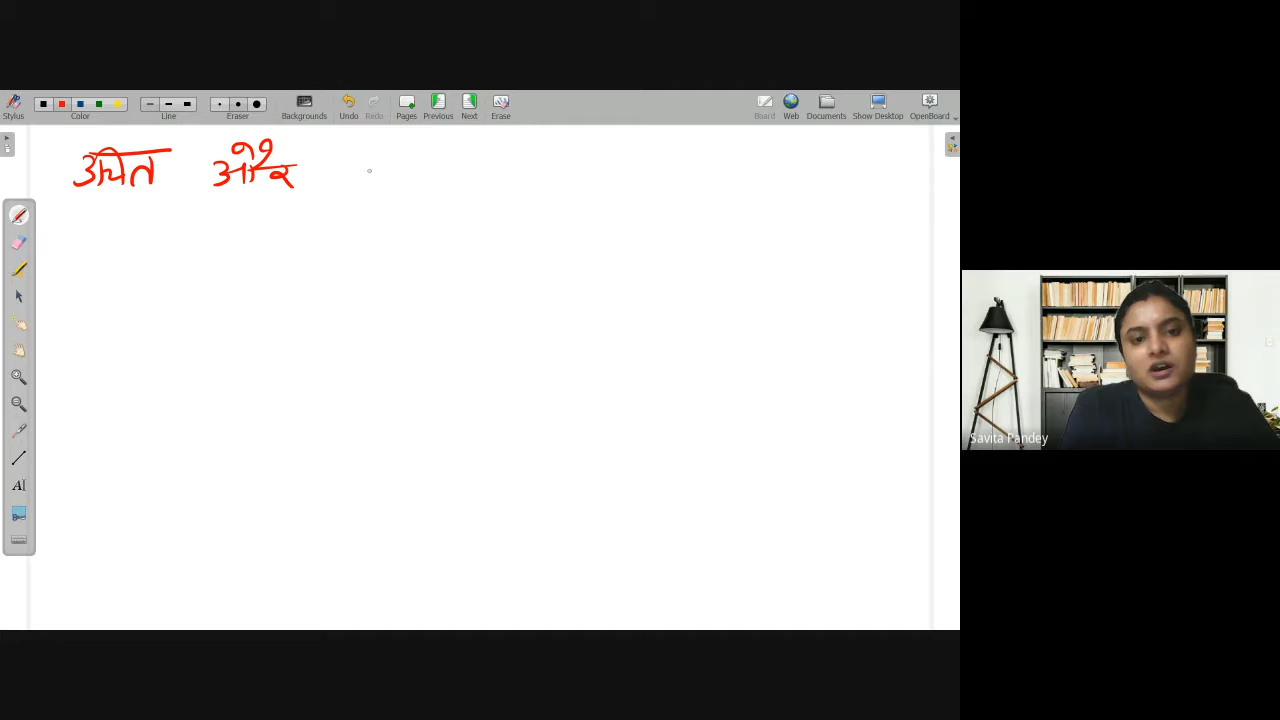 Stylus Color Line Eraser Backgrounds Undo Redo Pages Previous Next Erase Board Web Documents Show Desktop OpenBoard
उचित और
Savita Pandey